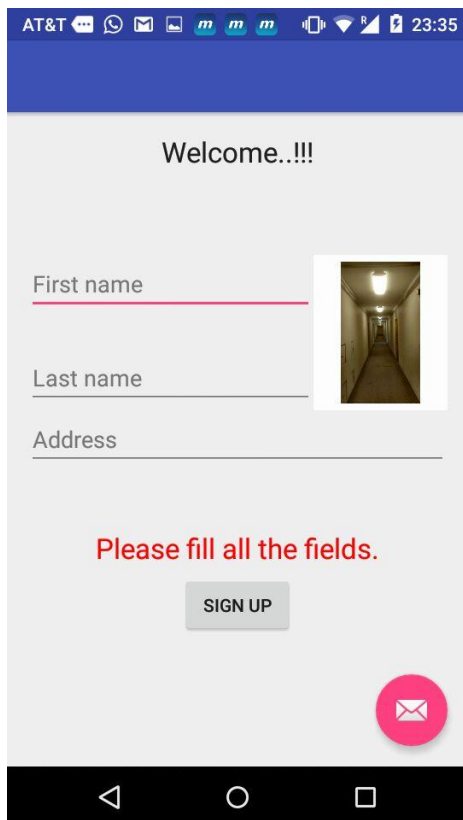 AT&T m m m R 23:35
Welcome..!!!
First name
Last name
Address
Please fill all the fields.
SIGN UP